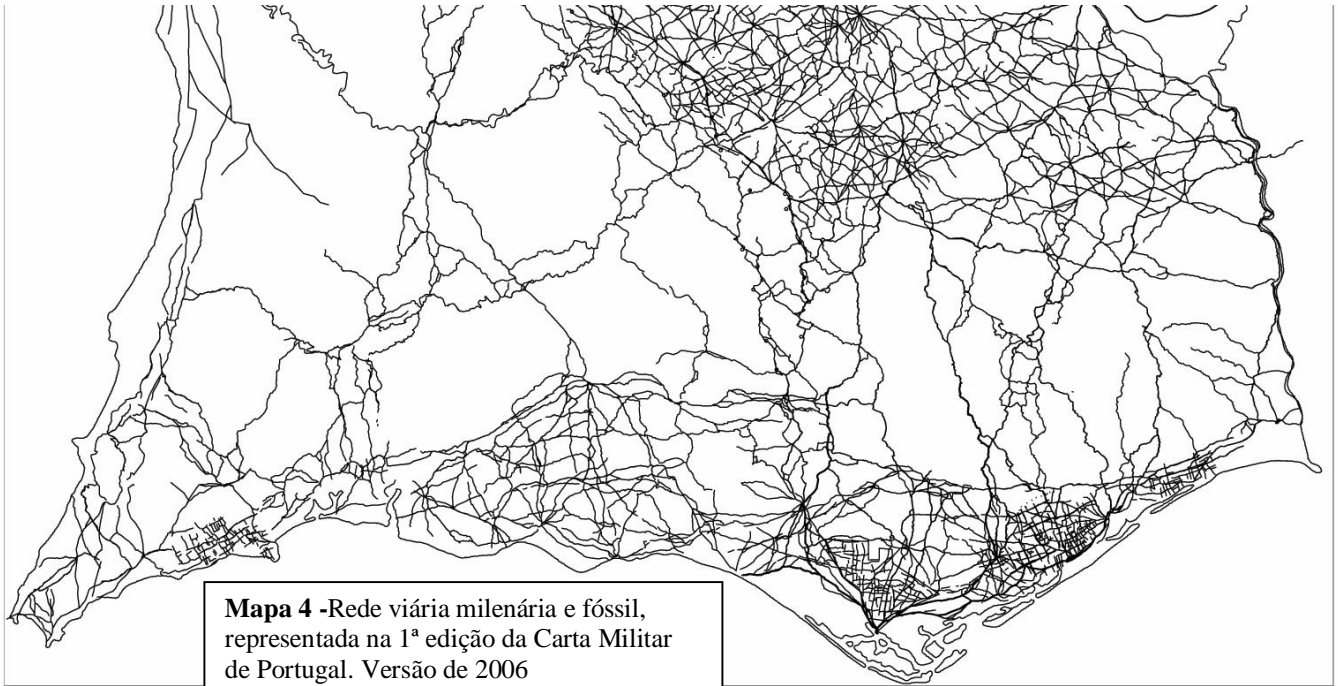 Mapa 4 -Rede viária milenária e fóssil,
representada na 1ª edição da Carta Militar
de Portugal. Versão de 2006